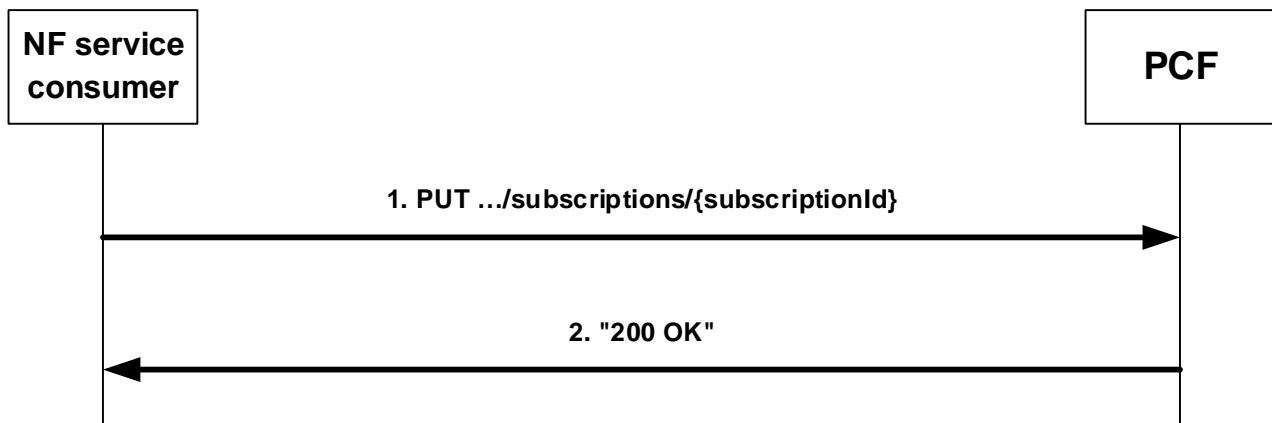 NF service
consumer
PCF
1. PUT …/subscriptions/{subscriptionId}
2. "200 OK"